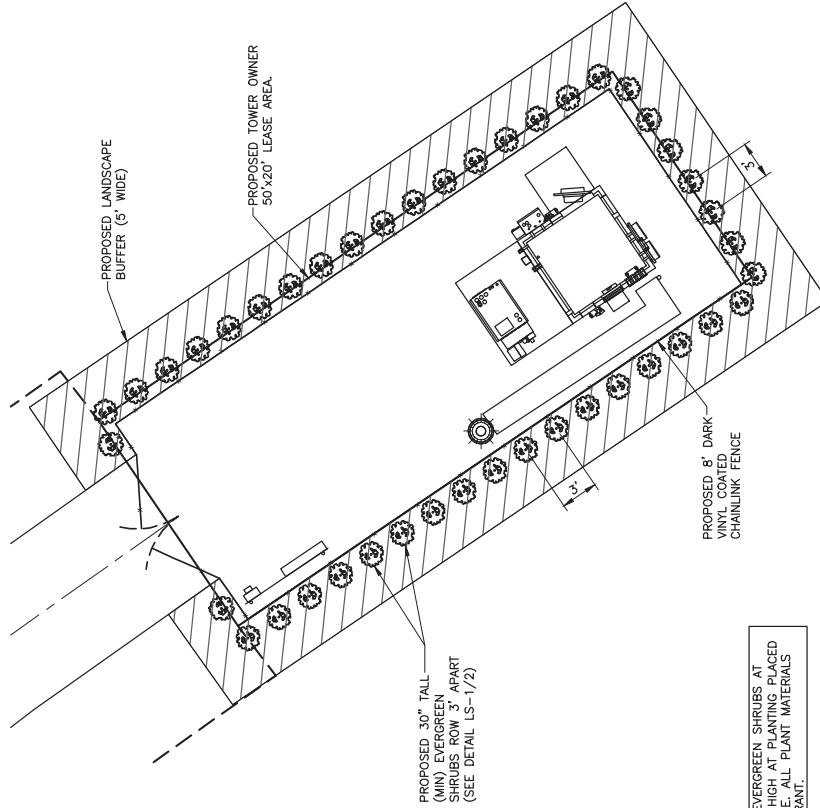 PROPOSED LANDSCAPE
BUFFER (5' WIDE)
PROPOSED TOWER OWNER
50'x20' LEASE AREA.
3'
3'
PROPOSED 8' DARK
VINYL COATED
CHAINLINK FENCE
PROPOSED 30" TALL
(MIN) EVERGREEN
SHRUBS ROW 3' APART
(SEE DETAIL LS-1/2)
EVERGREEN SHRUBS AT
HIGH AT PLANTING PLACED
E. ALL PLANT MATERIALS
RANT.